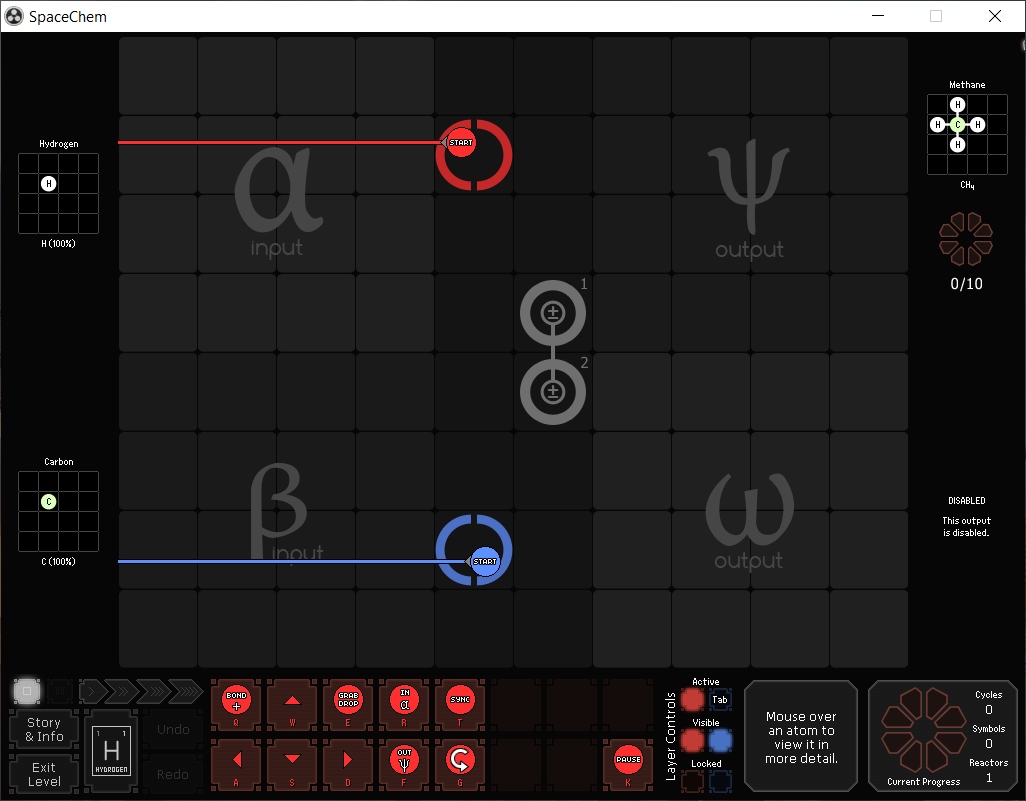 SpaceChem
Hydrogen
H
H (100%)
Carbon
C
C (100%)
START
START
α
input
ψ
output
β
input
ω
output
1
2
±
±
Methane
H
H C H
H
CH₄
0/10
DISABLED
This output
is disabled.
Story
& Info
Exit
Level
1 1
H
HYDROGEN
Undo
Redo
BOND
+
Q
W
GRAB
DROP
E
IN
α
R
SYNC
T
A
S
D
OUT
ψ
F
G
PAUSE
K
Layer Controls
Active
Tab
Visible
Locked
Mouse over
an atom to
view it in
more detail.
Cycles
0
Symbols
0
Reactors
1
Current Progress